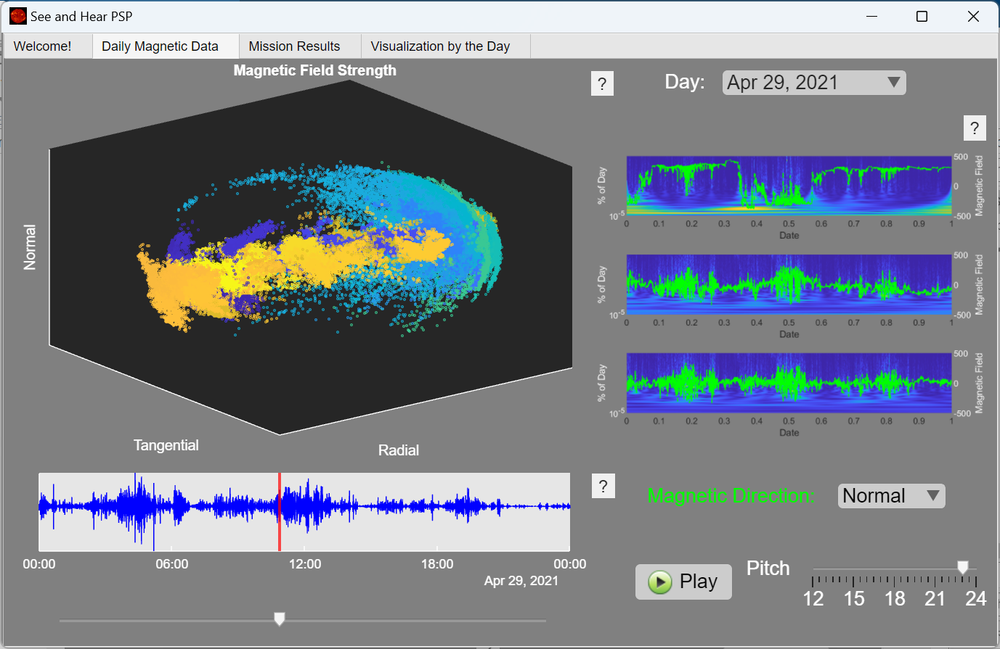 See and Hear PSP
Welcome! Daily Magnetic Data Mission Results Visualization by the Day
Magnetic Field Strength
Normal
Tangential
Radial
? Day: Apr 29, 2021
?
% of Day
10-5
500
0
-500
Magnetic Field
0 0.1 0.2 0.3 0.4 0.5 0.6 0.7 0.8 0.9 1
Date
% of Day
10-5
500
0
-500
Magnetic Field
0 0.1 0.2 0.3 0.4 0.5 0.6 0.7 0.8 0.9 1
Date
% of Day
10-5
500
0
-500
Magnetic Field
0 0.1 0.2 0.3 0.4 0.5 0.6 0.7 0.8 0.9 1
Date
00:00 06:00 12:00 18:00 00:00
Apr 29, 2021
? Magnetic Direction: Normal
Play
Pitch
12 15 18 21 24